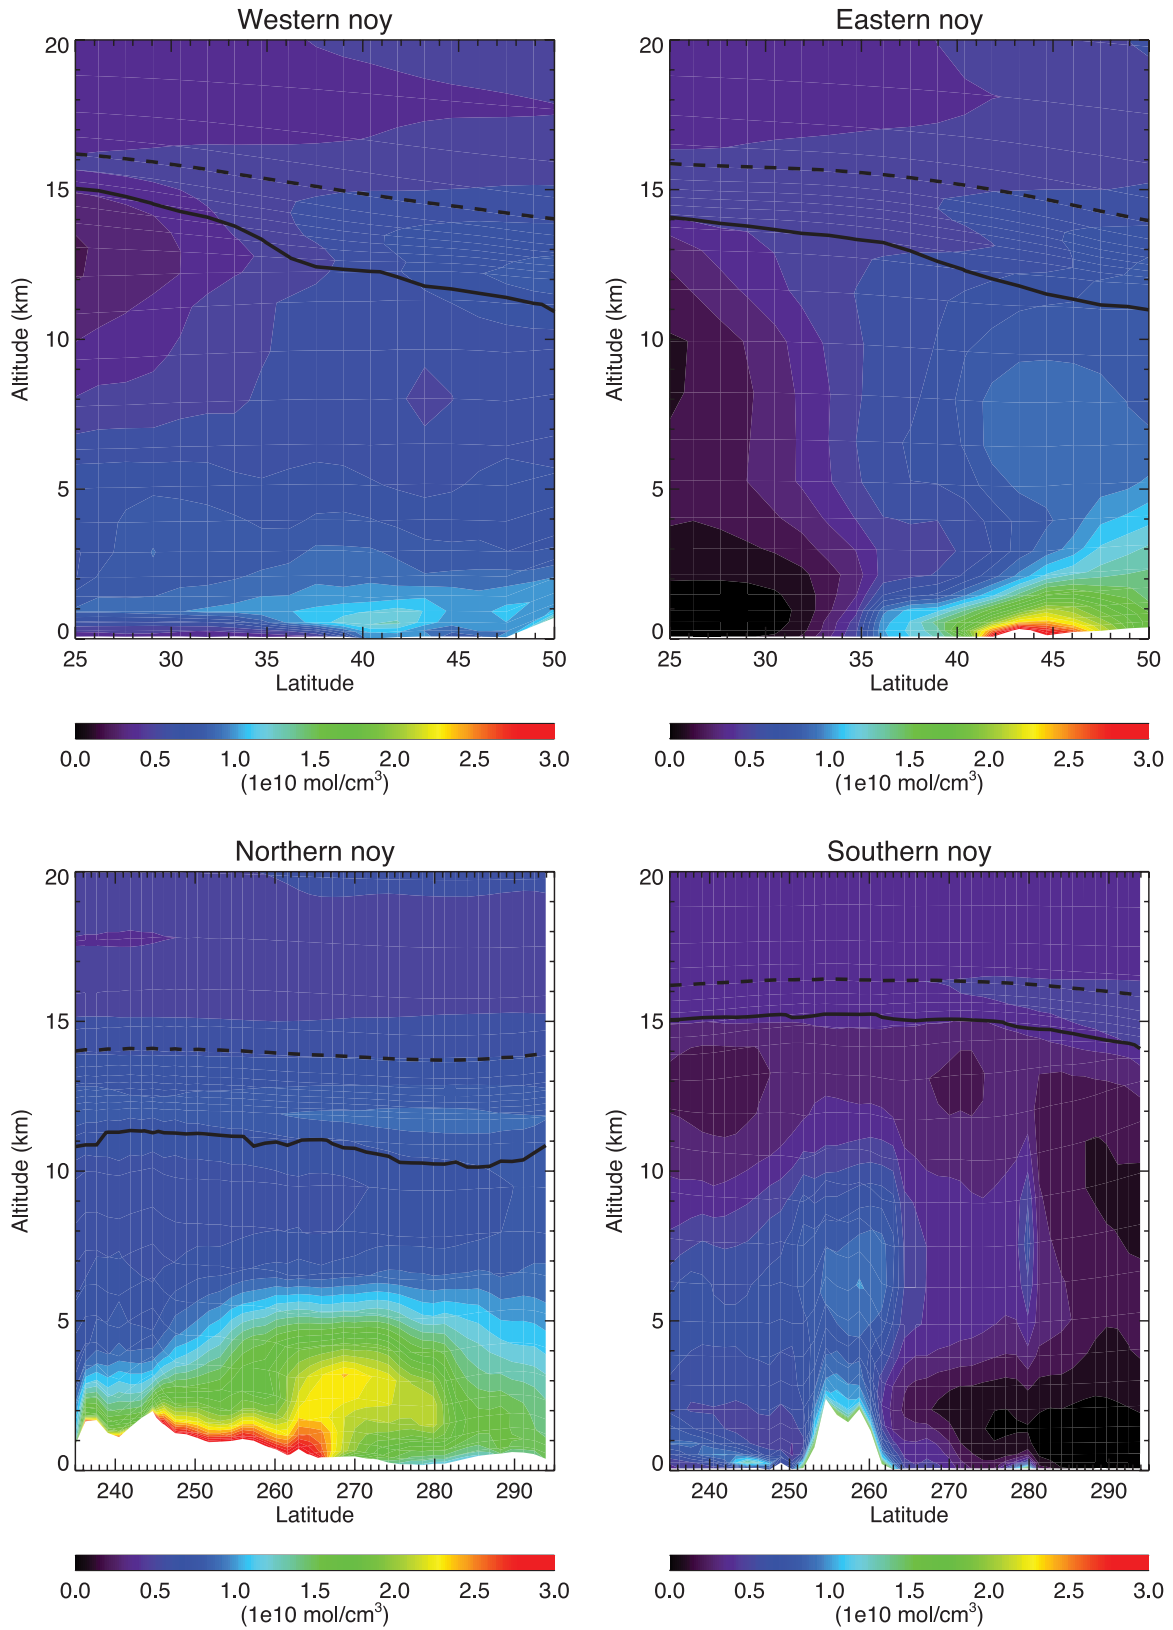 Western noy
Eastern noy
20
15
10
5
0
Altitude (km)
25 30 35 40 45 50
Latitude
0.0 0.5 1.0 1.5 2.0 2.5 3.0
(1e10 mol/cm³)
20
15
10
5
0
Altitude (km)
25 30 35 40 45 50
Latitude
0.0 0.5 1.0 1.5 2.0 2.5 3.0
(1e10 mol/cm³)
Northern noy
Southern noy
20
15
10
5
0
Altitude (km)
240 250 260 270 280 290
Latitude
0.0 0.5 1.0 1.5 2.0 2.5 3.0
(1e10 mol/cm³)
20
15
10
5
0
Altitude (km)
240 250 260 270 280 290
Latitude
0.0 0.5 1.0 1.5 2.0 2.5 3.0
(1e10 mol/cm³)